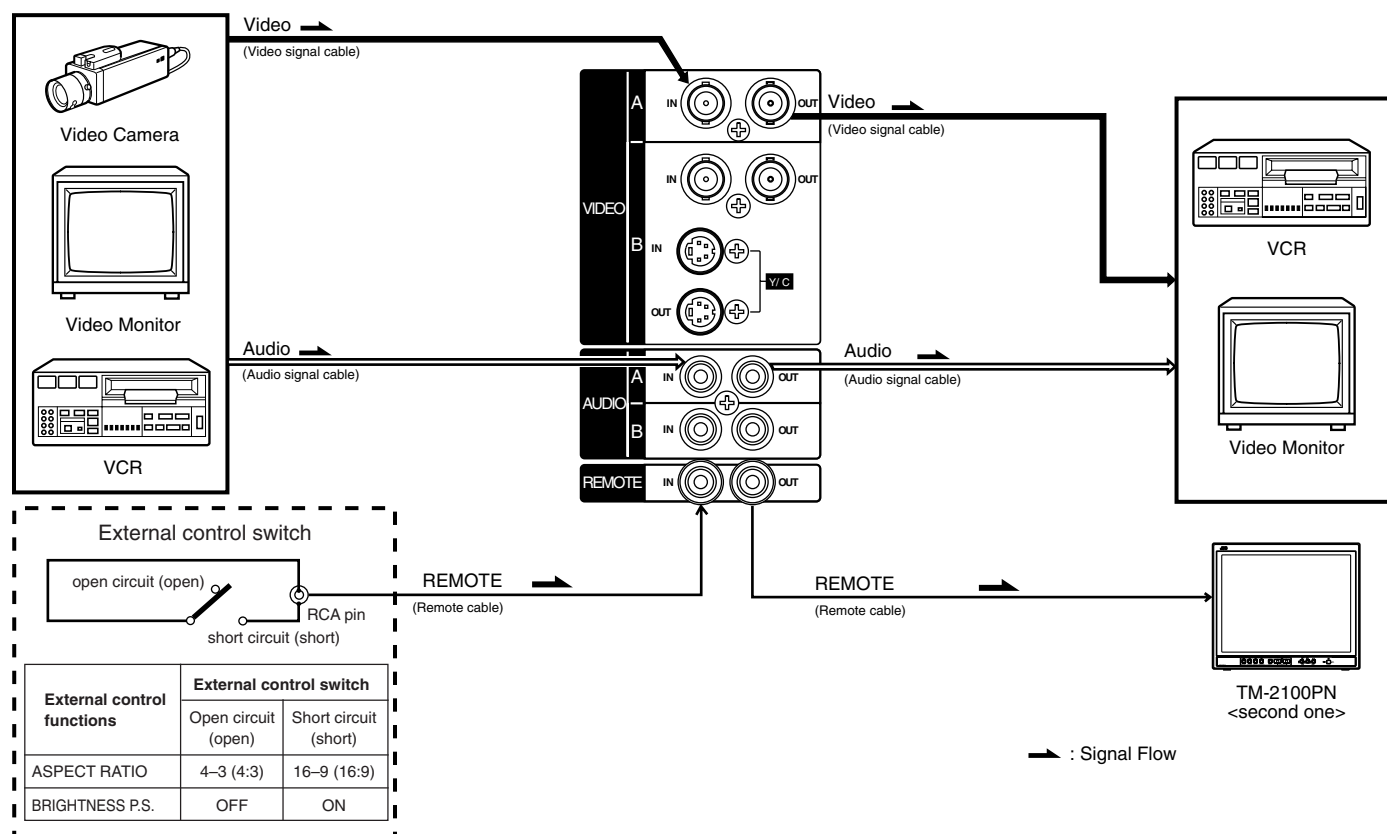 Video
(Video signal cable)
Video Camera
Video Monitor
Audio
(Audio signal cable)
VCR
VIDEO
A
IN
OUT
B
IN
OUT
IN
OUT
Y/C
AUDIO
A
IN
OUT
B
IN
OUT
REMOTE
IN
OUT
Video
(Video signal cable)
Audio
(Audio signal cable)
VCR
Video Monitor
External control switch
open circuit (open)
RCA pin
short circuit (short)
REMOTE
(Remote cable)
REMOTE
(Remote cable)
TM-2100PN
<second one>
External control functions
External control switch
Open circuit (open)
Short circuit (short)
ASPECT RATIO
4–3 (4:3)
16–9 (16:9)
BRIGHTNESS P.S.
OFF
ON
: Signal Flow